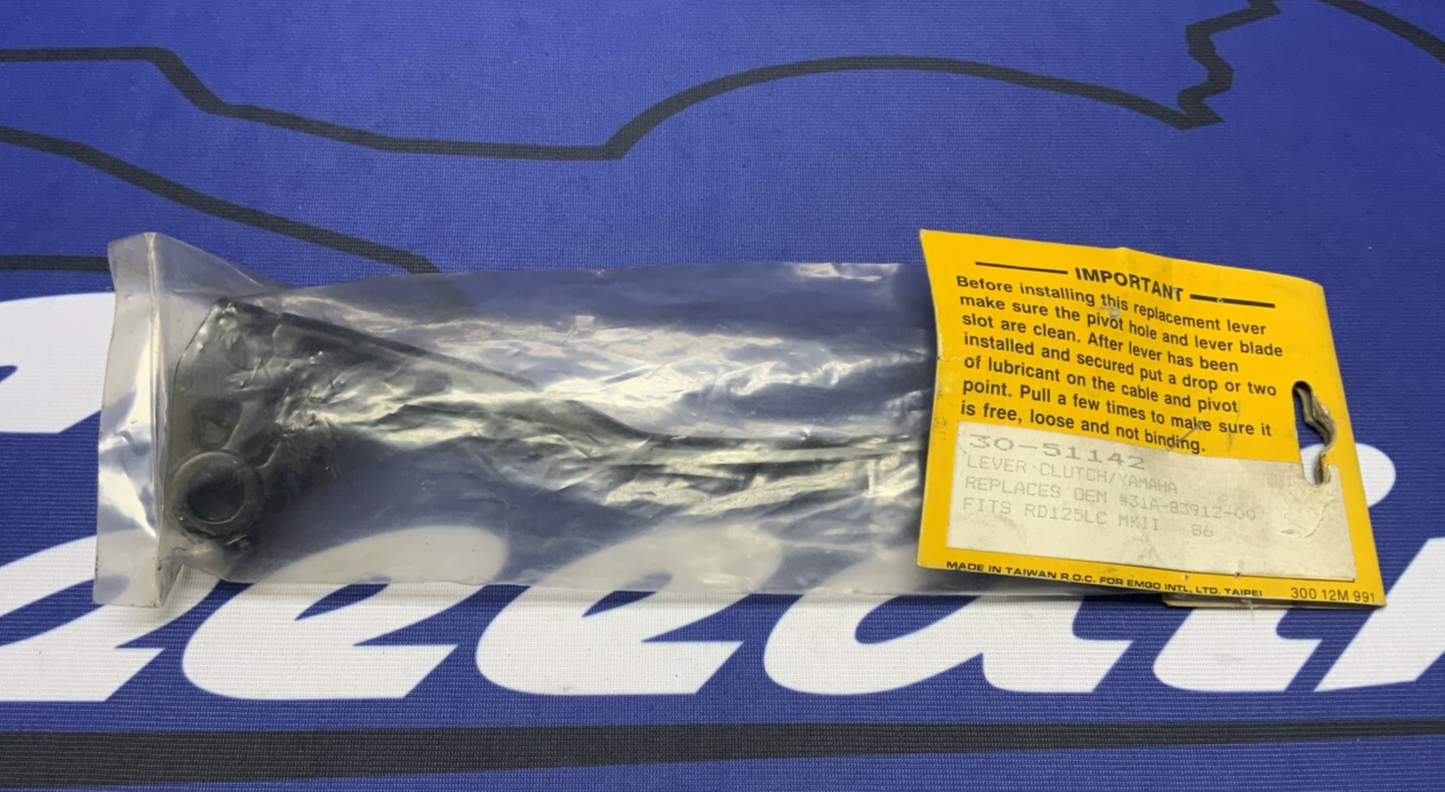 IMPORTANT
Before installing this replacement lever
make sure the pivot hole and lever blade
slot are clean. After lever has been
installed and secured put a drop or two
of lubricant on the cable and pivot
point. Pull a few times to make sure it
is free, loose and not binding.
30-51142
LEVER CLUTCH/YAMAHA
REPLACES OEM #31A-83912-00
FITS RD125LC MKII B6
MADE IN TAIWAN R.O.C. FOR EMGO INTL, LTD. TAIPEI 300 12M 991